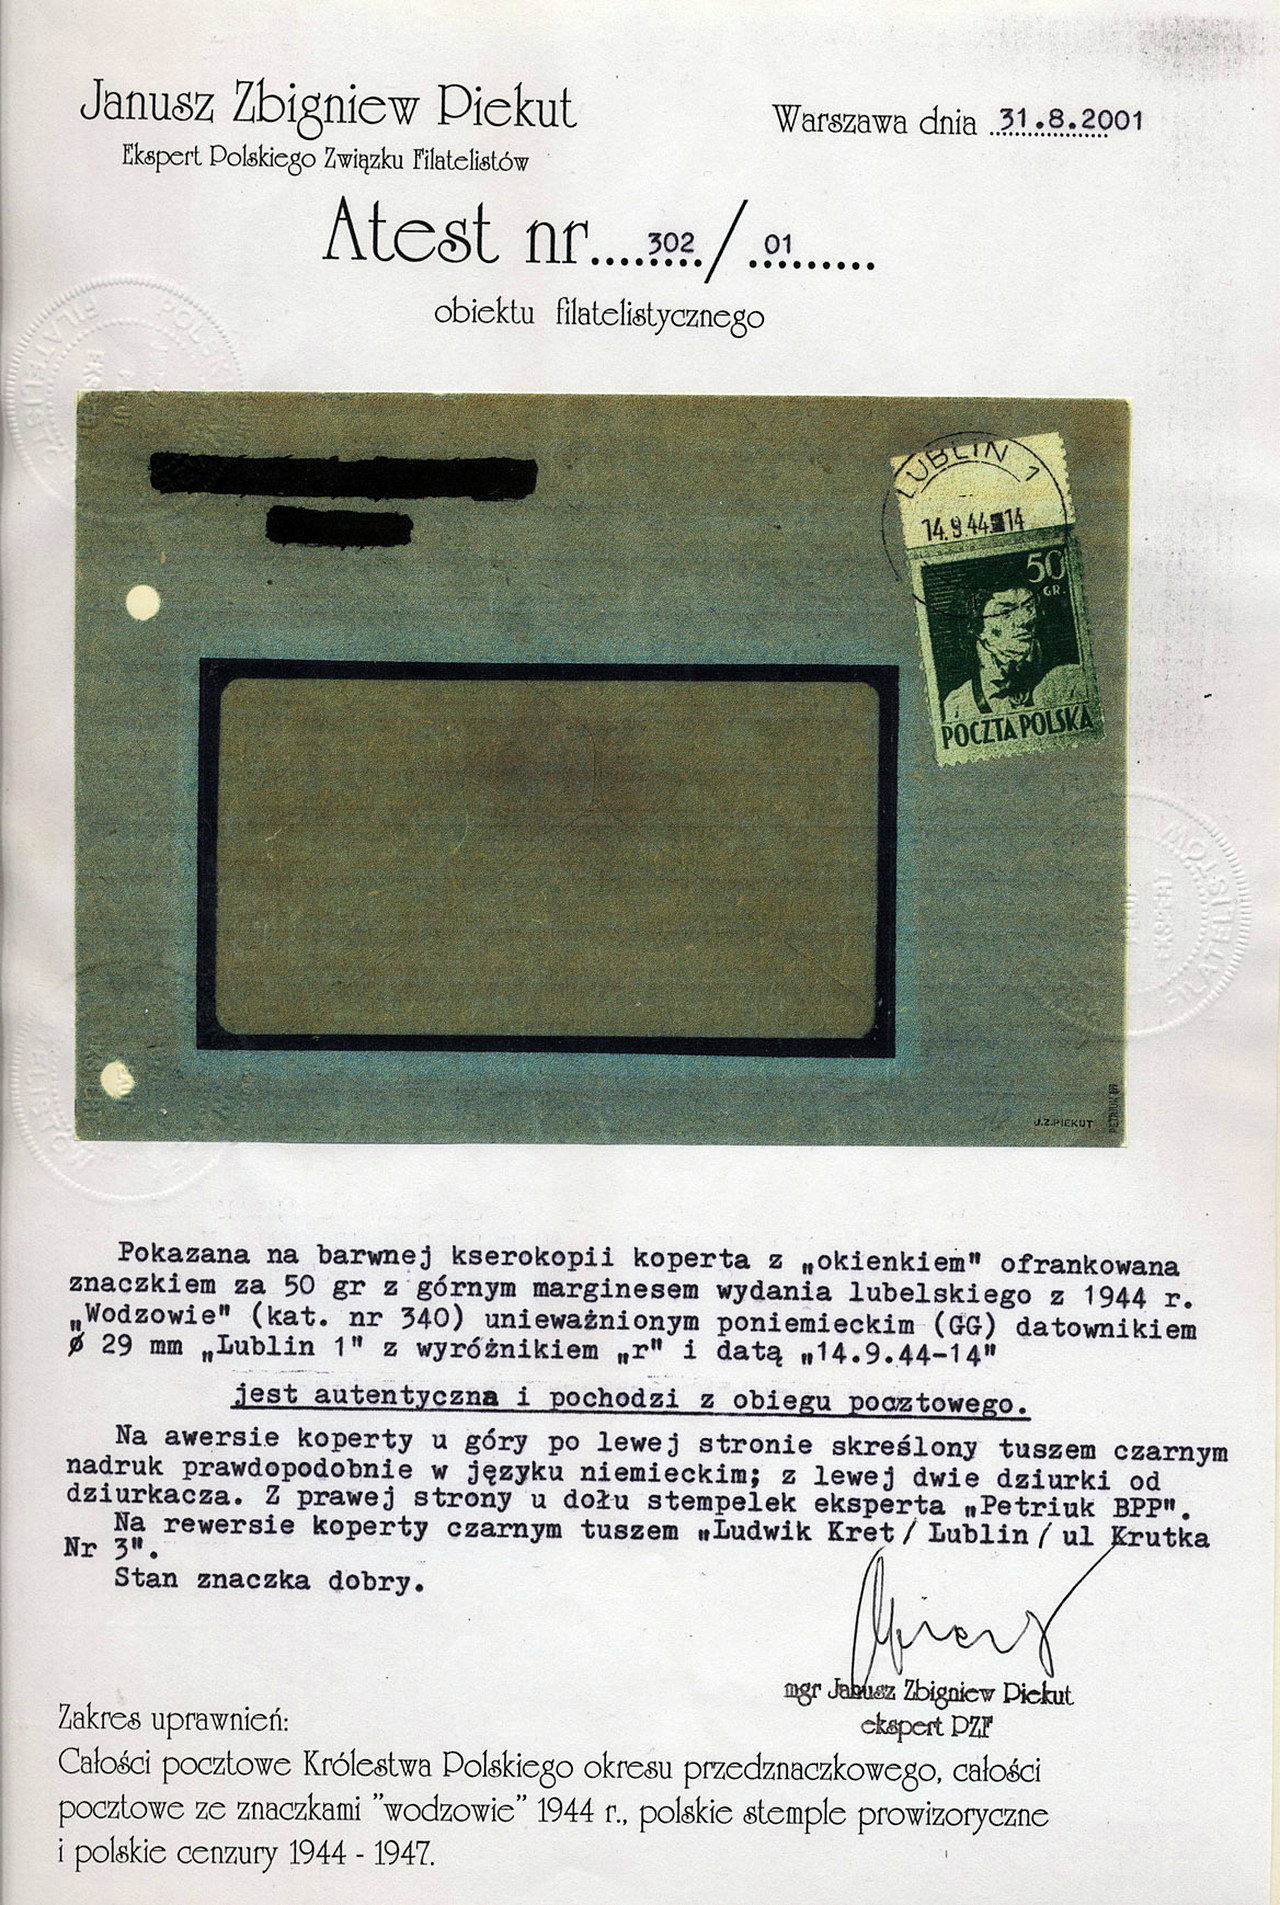 Janusz Zbigniew Piekut
Ekspert Polskiego Związku Filatelistów
Warszawa dnia 31.8.2001
Atest nr....302..../...01.........
obiektu filatelistycznego
LUBLIN 1
14.9.44-14
50
GR.
POCZTA POLSKA
J.Z.PIEKUT
PETRIUK BPP
Pokazana na barwnej kserokopii koperta z „okienkiem" ofrankowana
znaczkiem za 50 gr z górnym marginesem wydania lubelskiego z 1944 r.
„Wodzowie" (kat. nr 340) unieważnionym poniemieckim (GG) datownikiem
ø 29 mm „Lublin 1" z wyróżnikiem „r" i datą „14.9.44-14"
jest autentyczna i pochodzi z obiegu pocztowego.
Na awersie koperty u góry po lewej stronie skreślony tuszem czarnym
nadruk prawdopodobnie w języku niemieckim; z lewej dwie dziurki od
dziurkacza. Z prawej strony u dołu stempelek eksperta „Petriuk BPP".
Na rewersie koperty czarnym tuszem „Ludwik Kret / Lublin / ul Krutka
Nr 3".
Stan znaczka dobry.
mgr Janusz Zbigniew Piekut
ekspert PZF
Zakres uprawnień:
Całości pocztowe Królestwa Polskiego okresu przedznaczkowego, całości
pocztowe ze znaczkami "wodzowie" 1944 r., polskie stemple prowizoryczne
i polskie cenzury 1944 - 1947.